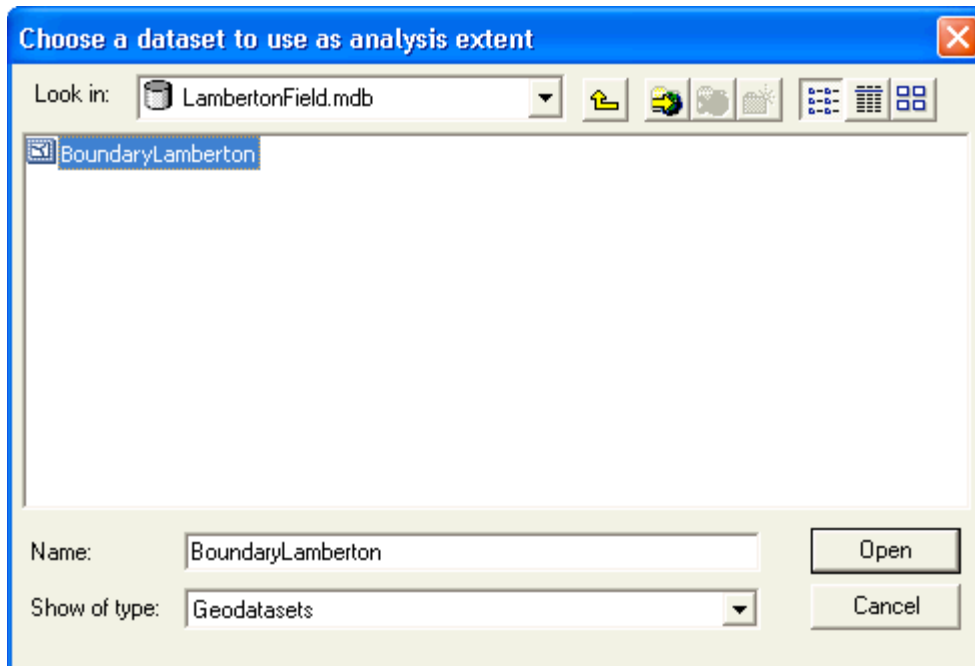 Choose a dataset to use as analysis extent
Look in: LambertonField.mdb
BoundaryLamberton
Name: BoundaryLamberton Open
Show of type: Geodatasets Cancel